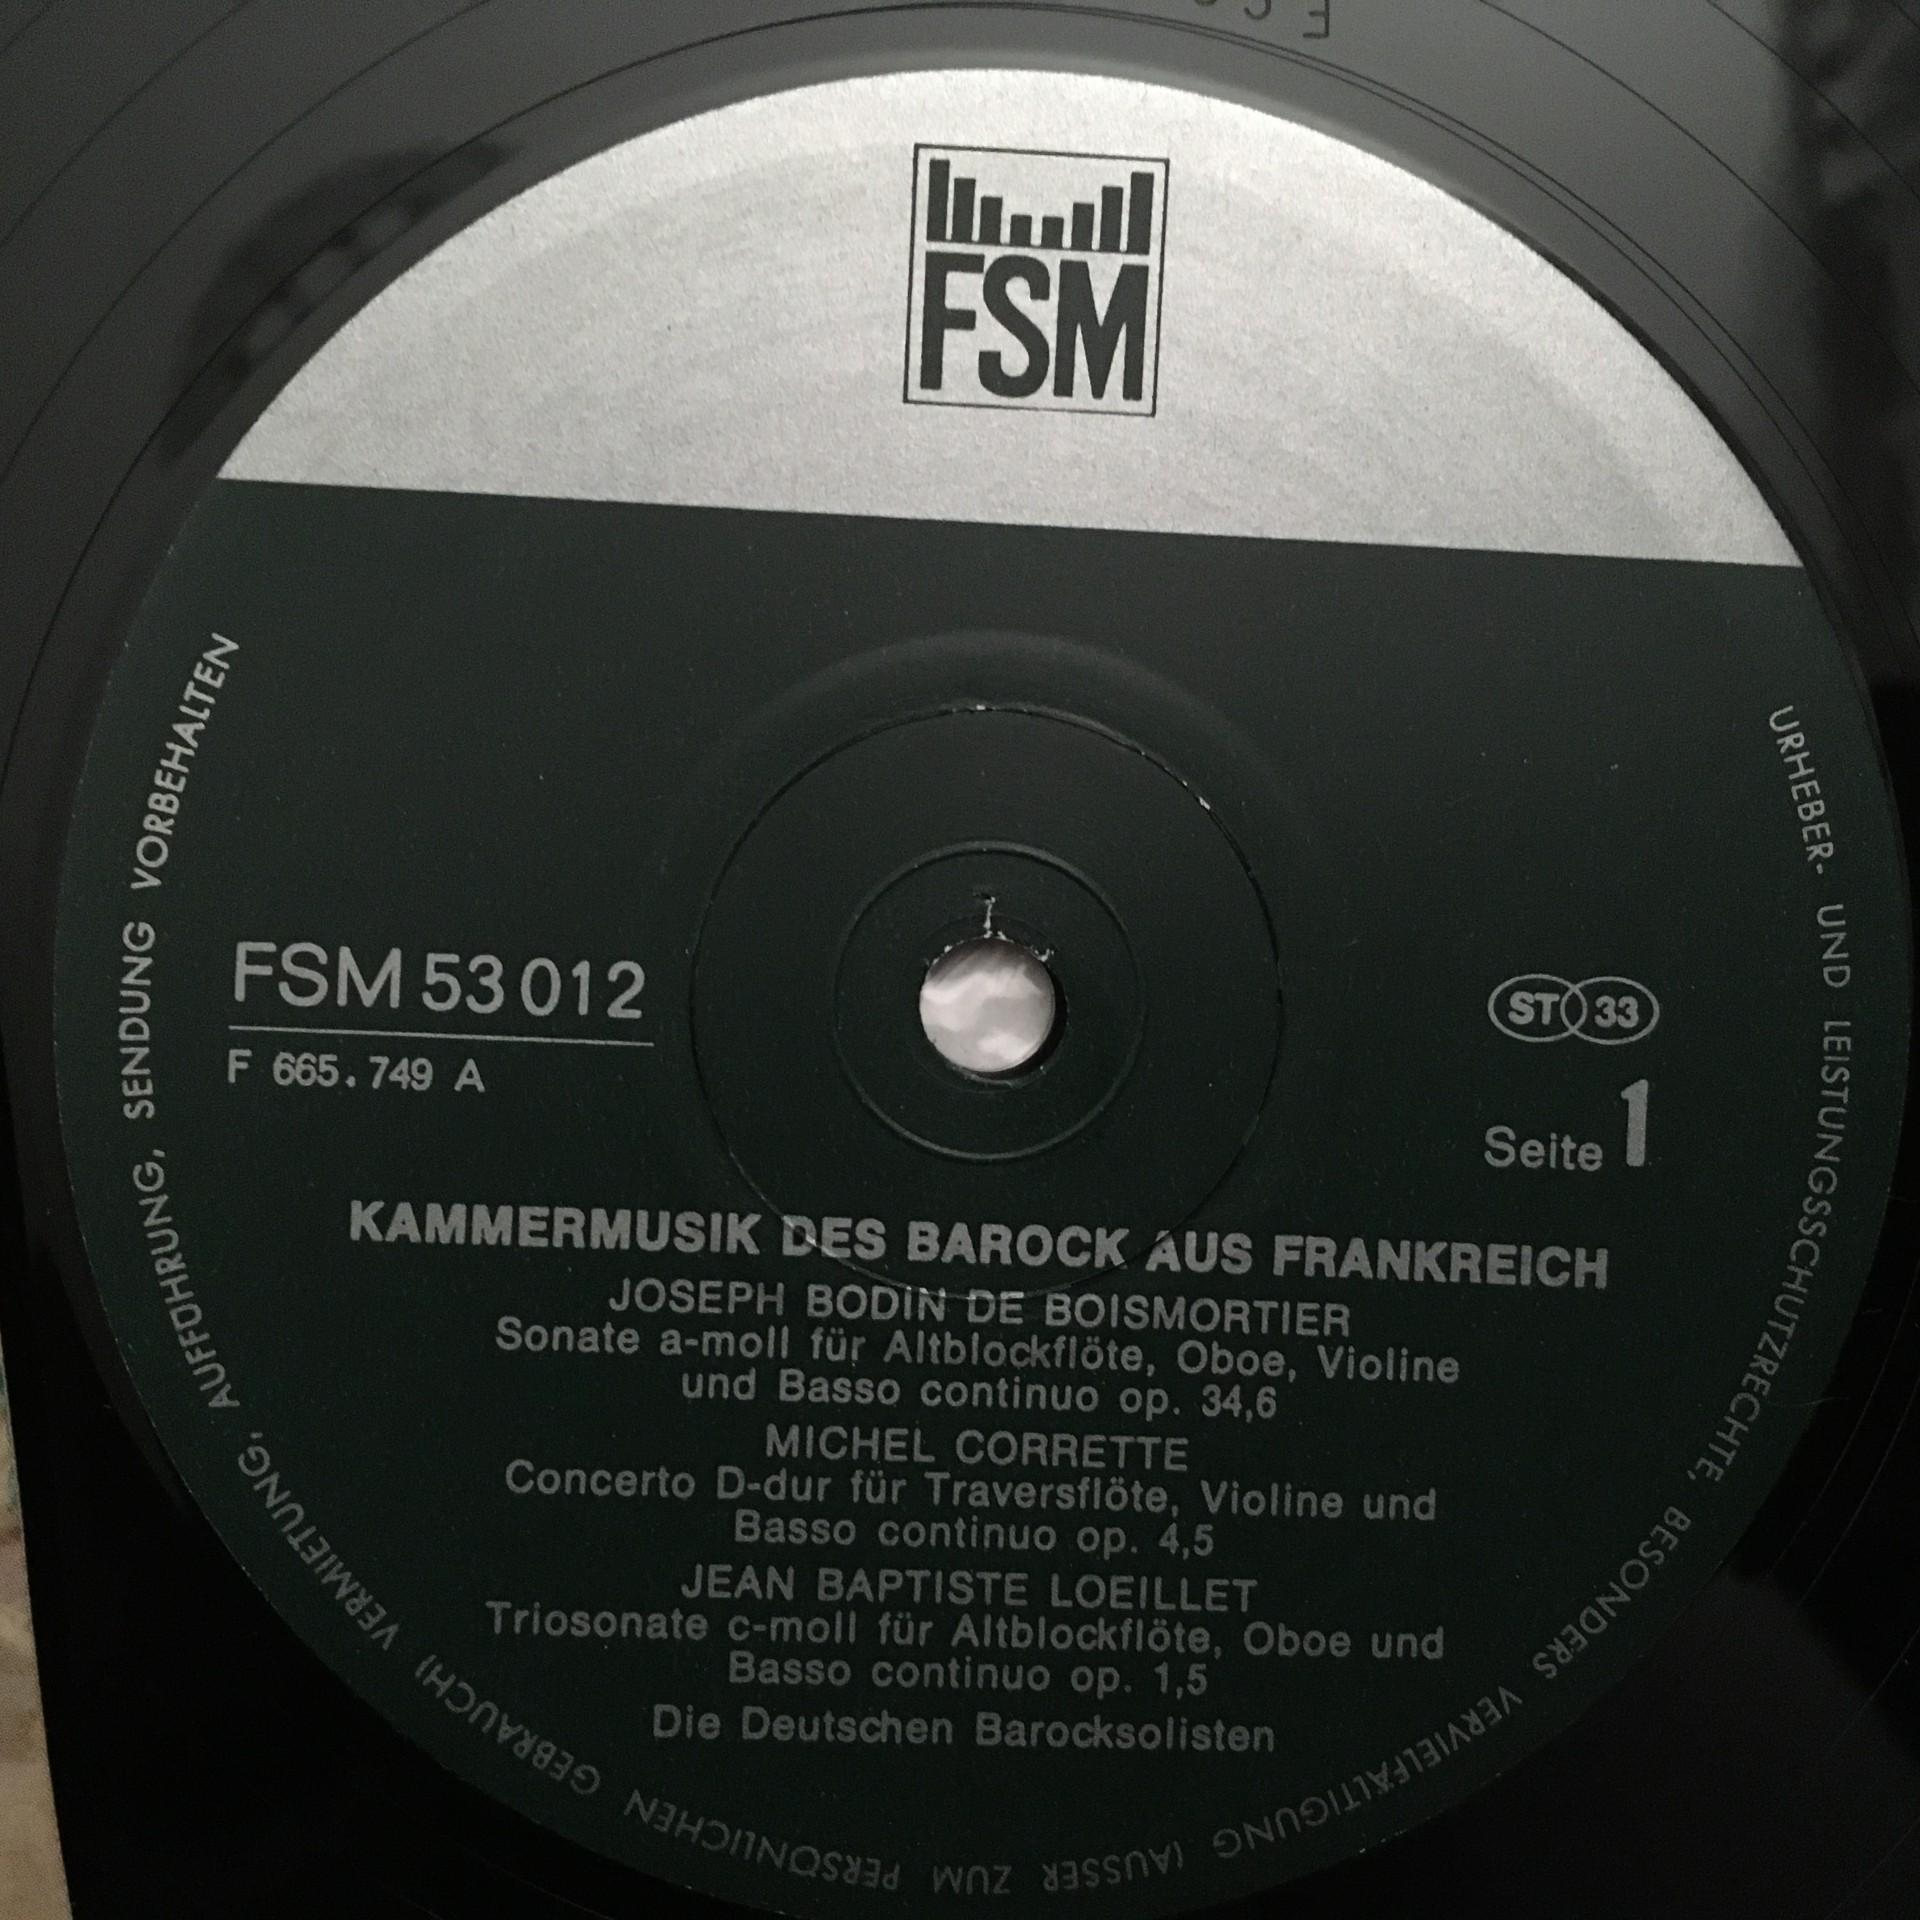 FSM
FSM 53 012
F 665.749 A
ST 33
Seite 1
KAMMERMUSIK DES BAROCK AUS FRANKREICH
JOSEPH BODIN DE BOISMORTIER
Sonate a-moll für Altblockflöte, Oboe, Violine
und Basso continuo op. 34,6
MICHEL CORRETTE
Concerto D-dur für Traversflöte, Violine und
Basso continuo op. 4,5
JEAN BAPTISTE LOEILLET
Triosonate c-moll für Altblockflöte, Oboe und
Basso continuo op. 1,5
Die Deutschen Barocksolisten
URHEBER- UND LEISTUNGSSCHUTZRECHTE, BESONDERS VERVIELFÄLTIGUNG (AUSSER ZUM PERSÖNLICHEN GEBRAUCH) VERMIETUNG, AUFFÜHRUNG, SENDUNG VORBEHALTEN